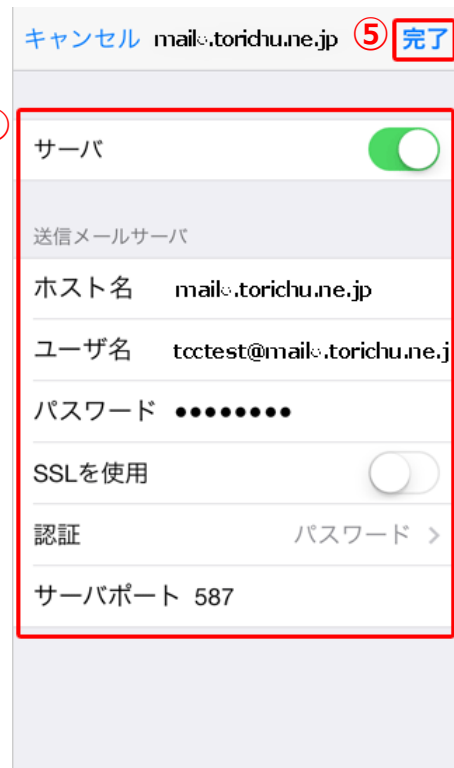 キャンセル mail○.torichu.ne.jp ⑤ 完了
サーバ
送信メールサーバ
ホスト名 mail○.torichu.ne.jp
ユーザ名 tcctest@mail○.torichu.ne.j
パスワード ●●●●●●●●
SSLを使用
認証 パスワード >
サーバポート 587